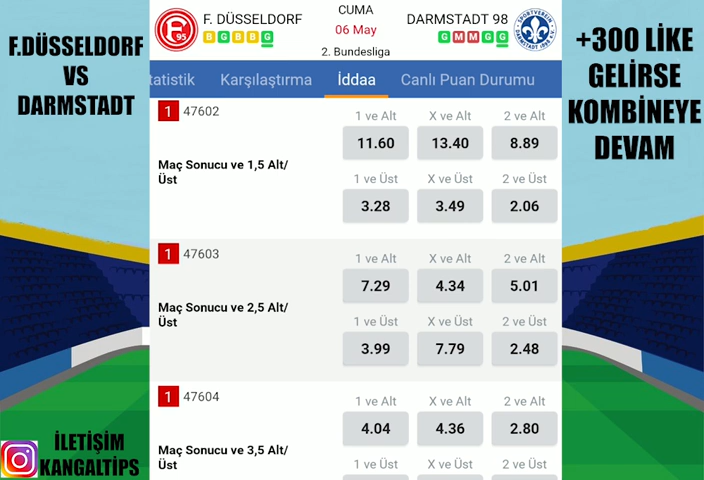 F.DÜSSELDORF
VS
DARMSTADT
F. DÜSSELDORF
B G B B G
CUMA
06 May
2. Bundesliga
DARMSTADT 98
G M M G G
+300 LİKE
GELİRSE
KOMBİNEYE
DEVAM
tatistik Karşılaştırma İddaa Canlı Puan Durumu
1 47602
Maç Sonucu ve 1,5 Alt/
Üst
1 ve Alt X ve Alt 2 ve Alt
11.60 13.40 8.89
1 ve Üst X ve Üst 2 ve Üst
3.28 3.49 2.06
1 47603
Maç Sonucu ve 2,5 Alt/
Üst
1 ve Alt X ve Alt 2 ve Alt
7.29 4.34 5.01
1 ve Üst X ve Üst 2 ve Üst
3.99 7.79 2.48
1 47604
Maç Sonucu ve 3,5 Alt/
Üst
1 ve Alt X ve Alt 2 ve Alt
4.04 4.36 2.80
1 ve Üst X ve Üst 2 ve Üst
İLETİŞİM
KANGALTİPS